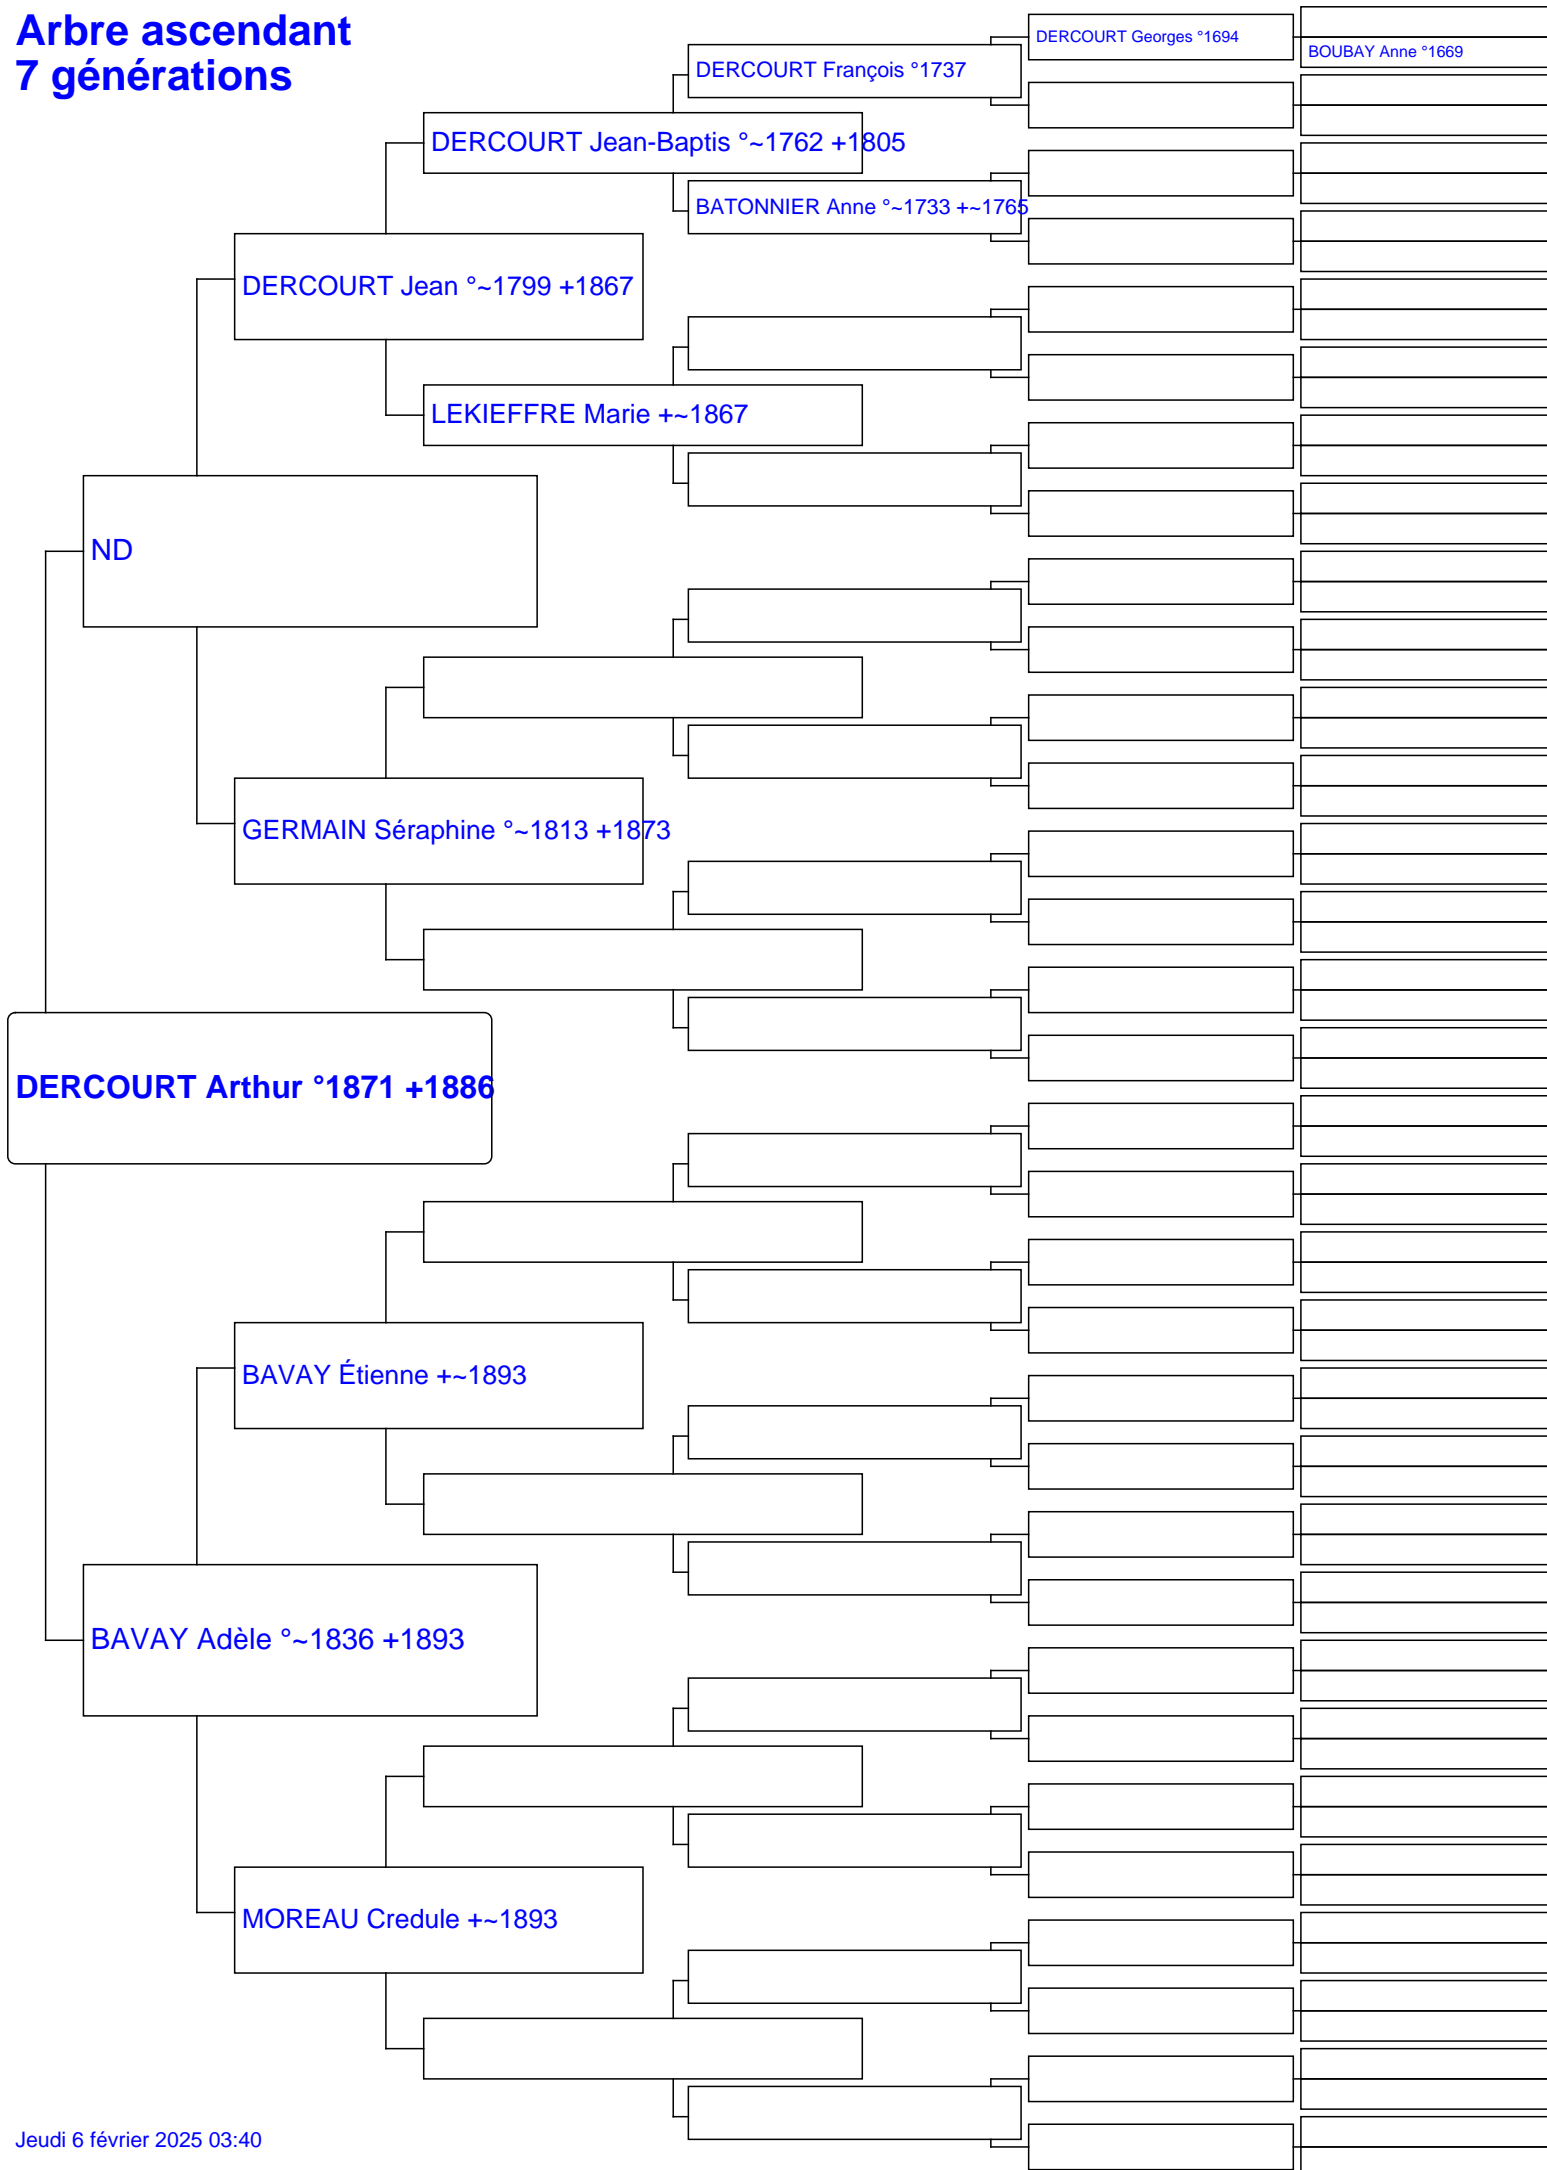 Arbre ascendant
7 générations
DERCOURT Georges °1694
BOUBAY Anne °1669
DERCOURT François °1737
DERCOURT Jean-Baptis °~1762 +1805
BATONNIER Anne °~1733 +~1765
DERCOURT Jean °~1799 +1867
LEKIEFFRE Marie +~1867
ND
GERMAIN Séraphine °~1813 +1873
DERCOURT Arthur °1871 +1886
BAVAY Étienne +~1893
BAVAY Adèle °~1836 +1893
MOREAU Credule +~1893
Jeudi 6 février 2025 03:40